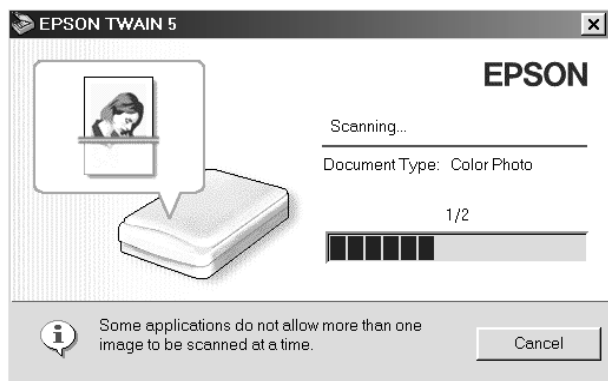 EPSON TWAIN 5
EPSON
Scanning...
Document Type: Color Photo
1/2
Some applications do not allow more than one
image to be scanned at a time.
Cancel